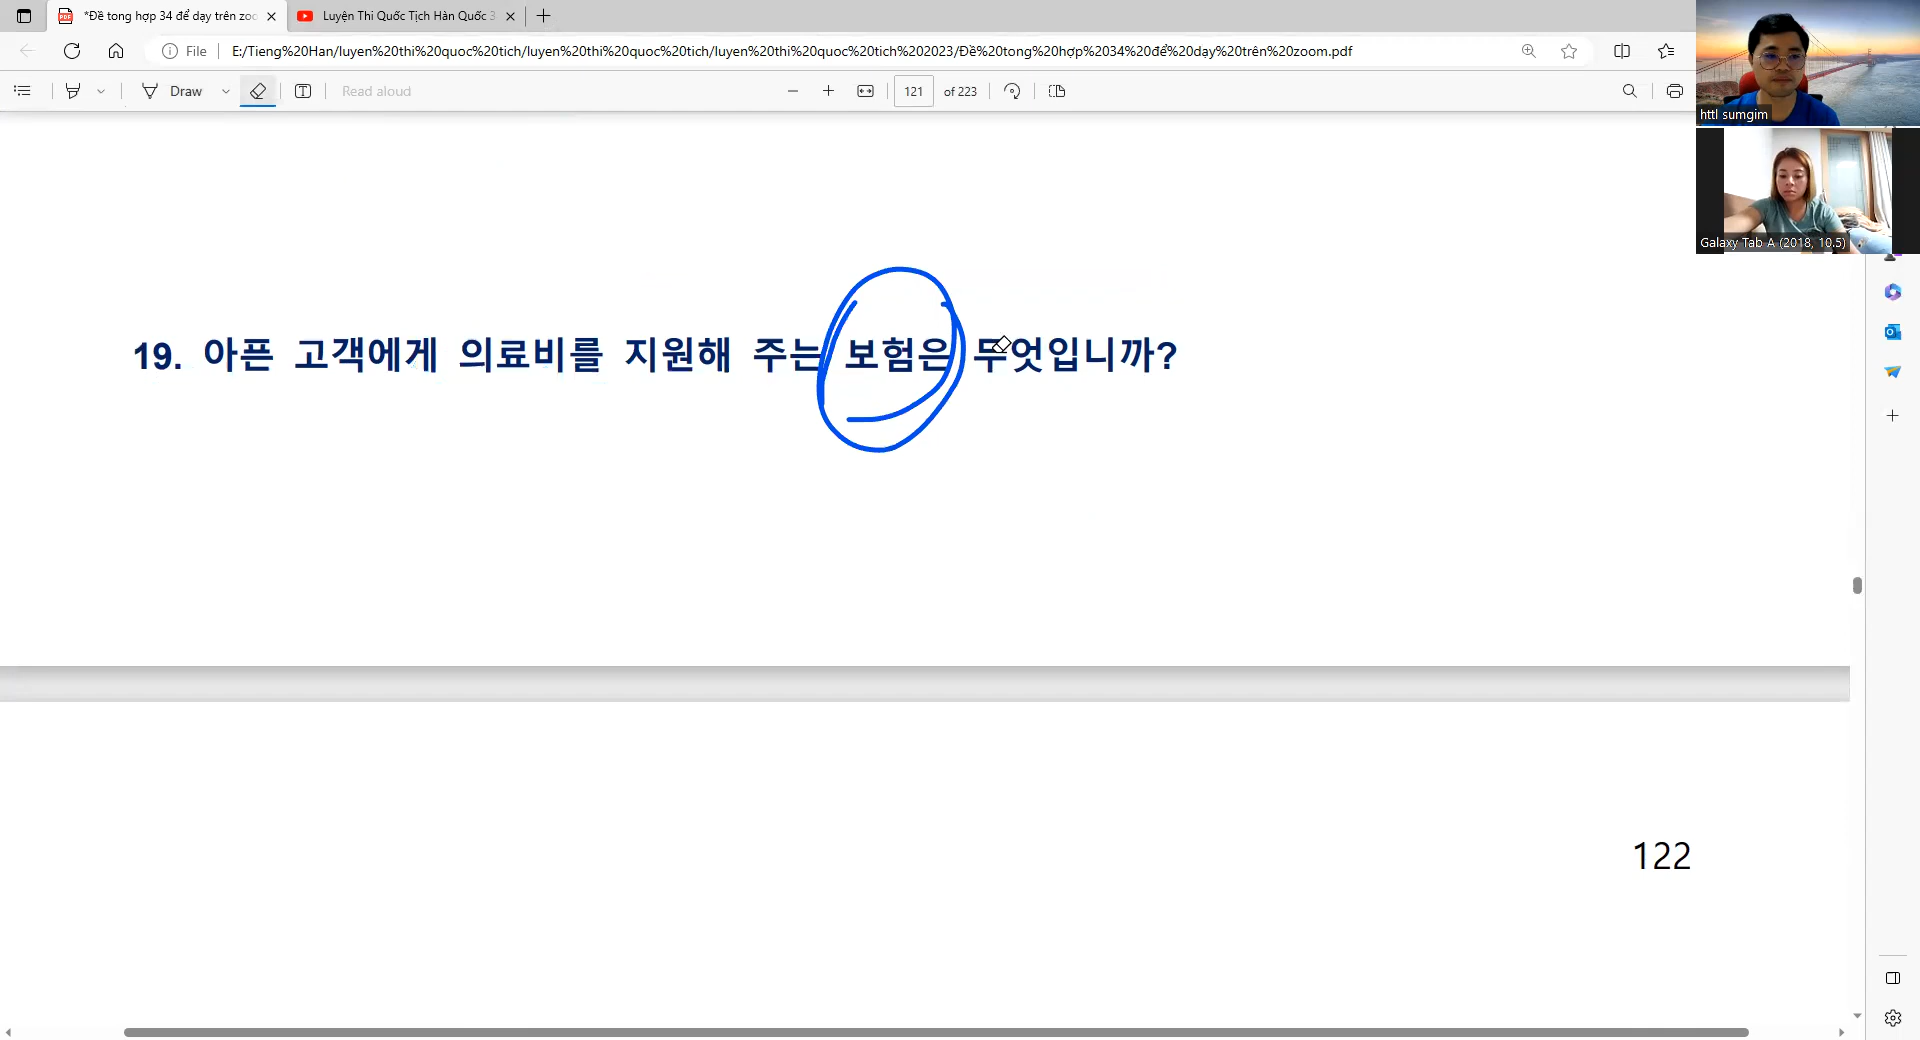 *Đề tong hợp 34 để dạy trên zoo
Luyện Thi Quốc Tịch Hàn Quốc 3
File
E:/Tieng%20Han/luyen%20thi%20quoc%20tich/luyen%20thi%20quoc%20tich/luyen%20thi%20quoc%20tich%202023/Đề%20tong%20hợp%2034%20để%20dạy%20trên%20zoom.pdf
Draw
Read aloud
121
of 223
httl sumgim
Galaxy Tab A (2018, 10.5)
19. 아픈 고객에게 의료비를 지원해 주는 보험은 무엇입니까?
122